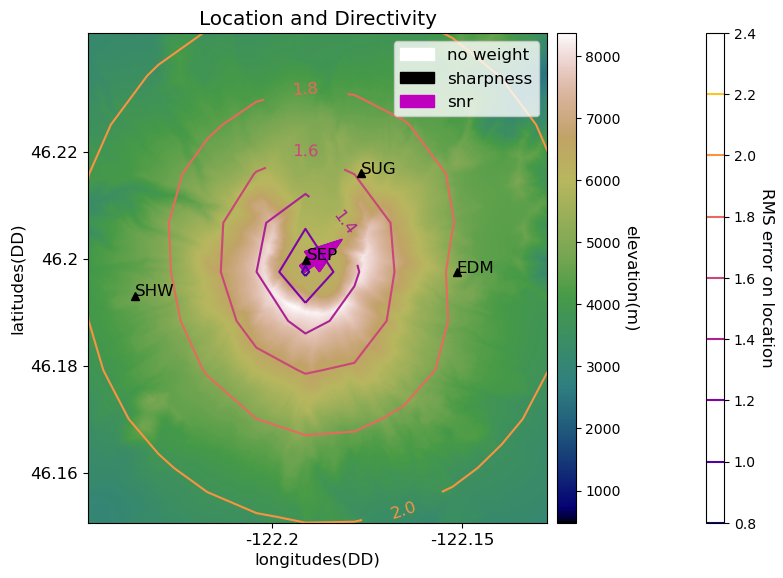 Location and Directivity
no weight
sharpness
snr
1.8
1.6
1.4
2.0
SUG
SEP
EDM
SHW
46.22
46.2
46.18
46.16
latitudes(DD)
-122.2
-122.15
longitudes(DD)
8000
7000
6000
5000
4000
3000
2000
1000
elevation(m)
2.4
2.2
2.0
1.8
1.6
1.4
1.2
1.0
0.8
RMS error on location